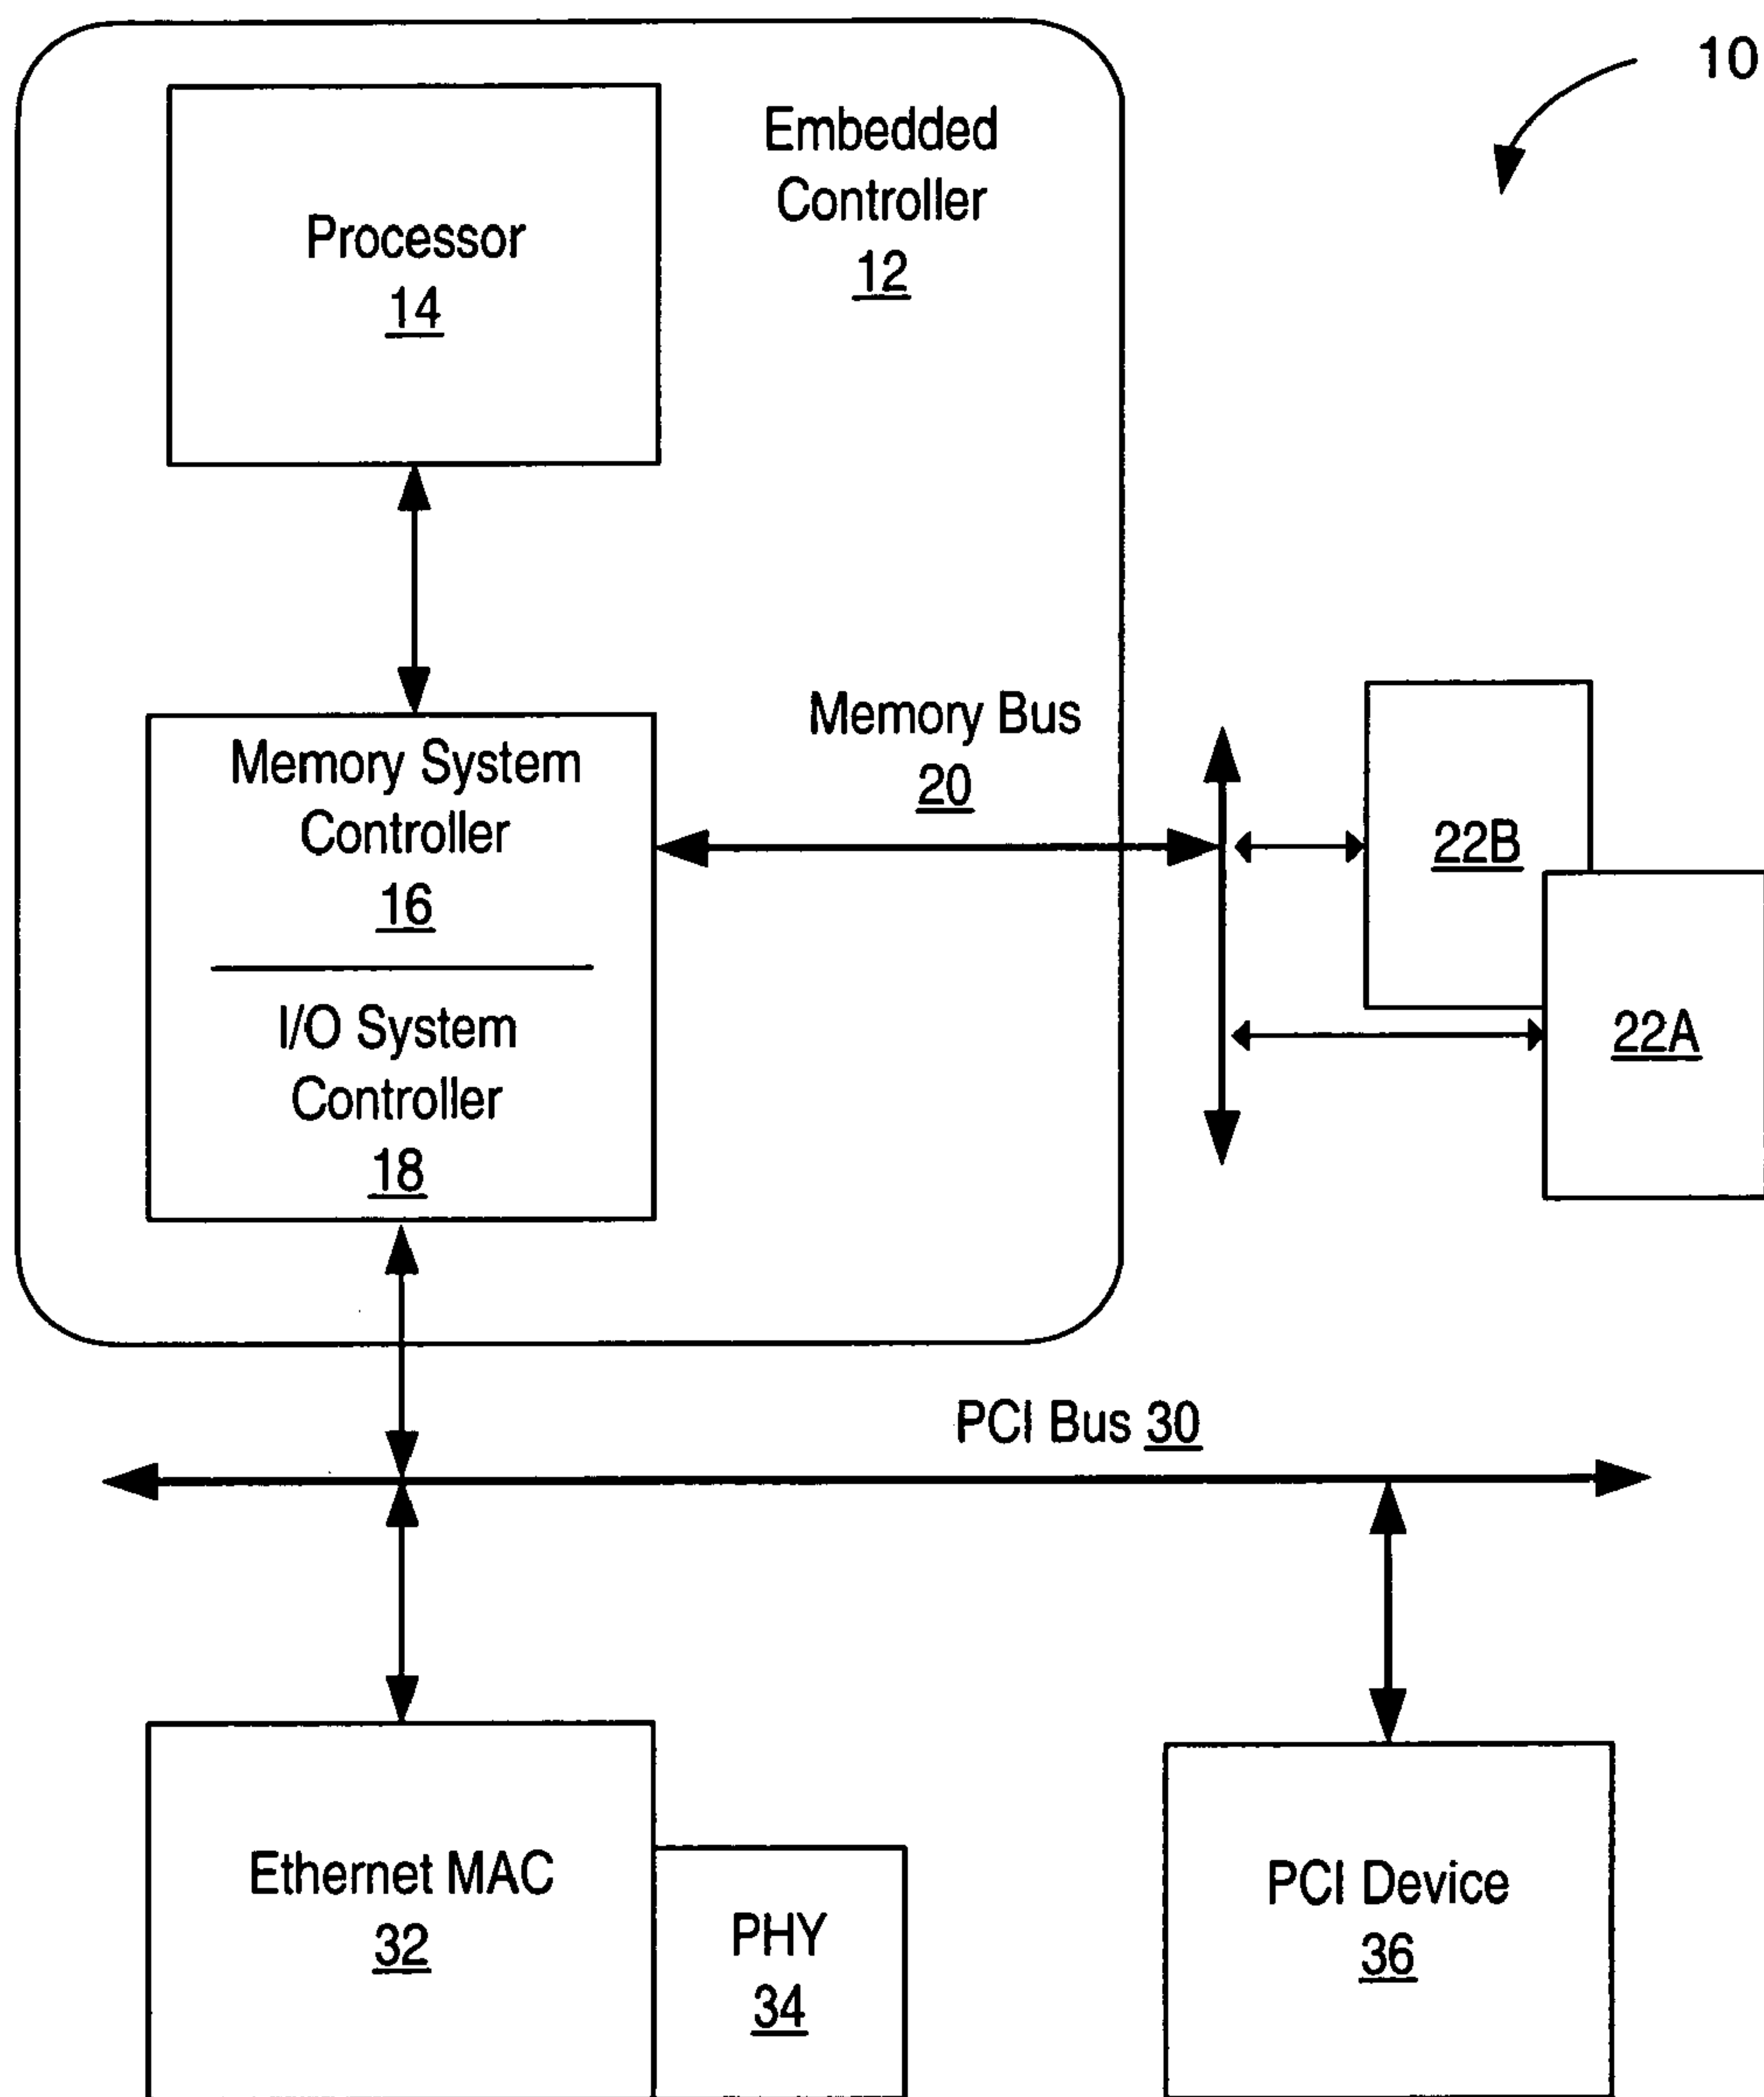 10
Embedded
Controller
12
Processor
14
Memory Bus
20
Memory System
Controller
16
I/O System
Controller
18
22B
22A
PCI Bus 30
Ethernet MAC
32
PHY
34
PCI Device
36